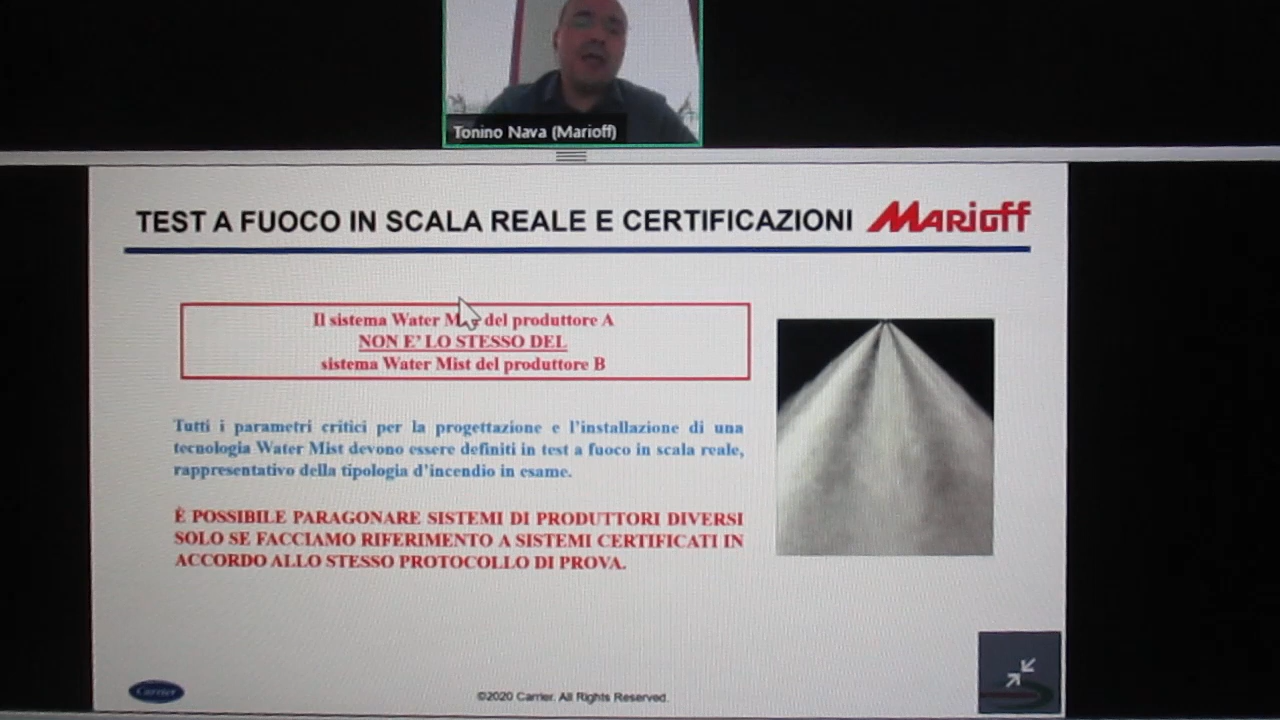 Tonino Nava (Marioff)
TEST A FUOCO IN SCALA REALE E CERTIFICAZIONI
MARIOFF
Il sistema Water M del produttore A
NON E' LO STESSO DEL
sistema Water Mist del produttore B
Tutti i parametri critici per la progettazione e l'installazione di una
tecnologia Water Mist devono essere definiti in test a fuoco in scala reale,
rappresentativo della tipologia d'incendio in esame.
È POSSIBILE PARAGONARE SISTEMI DI PRODUTTORI DIVERSI
SOLO SE FACCIAMO RIFERIMENTO A SISTEMI CERTIFICATI IN
ACCORDO ALLO STESSO PROTOCOLLO DI PROVA.
Carrier
©2020 Carrier. All Rights Reserved.